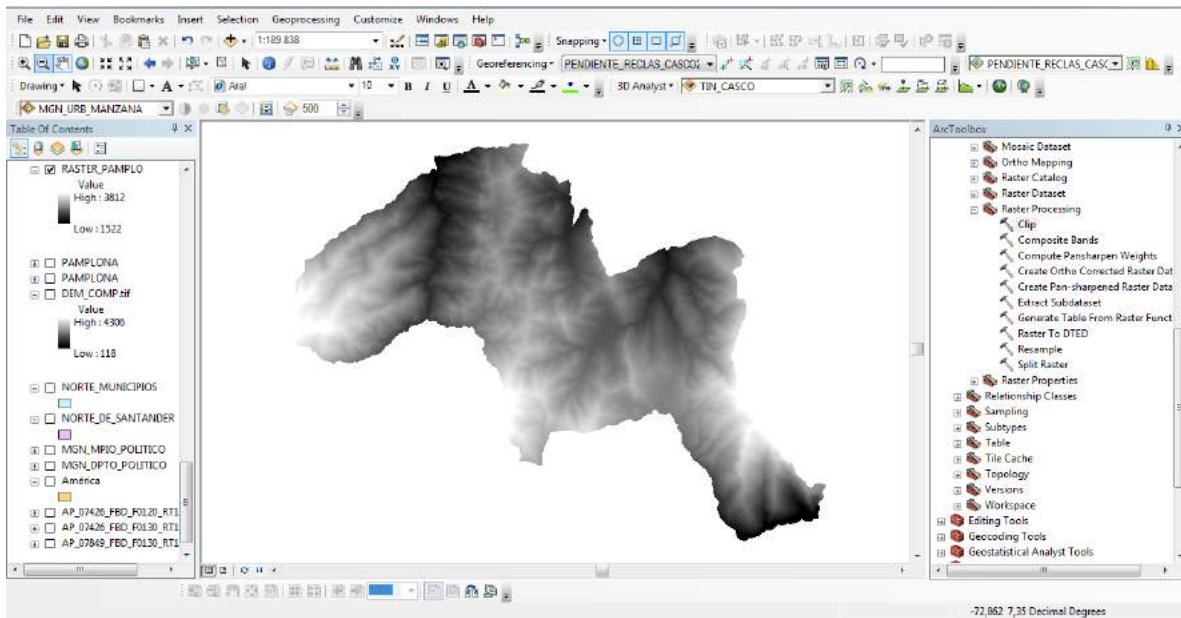 File Edit View Bookmarks Insert Selection Geoprocessing Customize Windows Help
1:189.838 Snapping
Georeferencing PENDIENTE_RECLAS_CASCO PENDIENTE_RECLAS_CASC
Drawing A Arial 10 B I U A 3D Analyst TIN_CASCO
MGN_URB_MANZANA 500
Table Of Contents
RASTER_PAMPLO
Value
High : 3812
Low : 1522
PAMPLONA
PAMPLONA
DEM_COMP.tif
Value
High : 4306
Low : 118
NORTE_MUNICIPIOS
NORTE_DE_SANTANDER
MGN_MPIO_POLITICO
MGN_DPTO_POLITICO
América
AP_07426_FBD_F0120_RT1
AP_07426_FBD_F0130_RT1
AP_07849_FBD_F0130_RT1
ArcToolbox
Mosaic Dataset
Ortho Mapping
Raster Catalog
Raster Dataset
Raster Processing
Clip
Composite Bands
Compute Pansharpen Weights
Create Ortho Corrected Raster Dat
Create Pan-sharpened Raster Data
Extract Subdataset
Generate Table From Raster Funct
Raster To DTED
Resample
Split Raster
Raster Properties
Relationship Classes
Sampling
Subtypes
Table
Tile Cache
Topology
Versions
Workspace
Editing Tools
Geocoding Tools
Geostatistical Analyst Tools
-72,862 7,35 Decimal Degrees